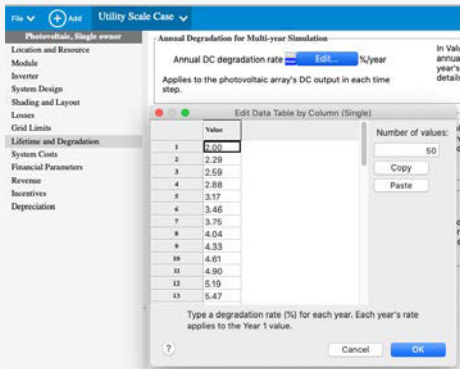 File Add Utility Scale Case
Photovoltaic, Single owner
Location and Resource
Module
Inverter
System Design
Shading and Layout
Losses
Grid Limits
Lifetime and Degradation
System Costs
Financial Parameters
Revenue
Incentives
Depreciation
Annual Degradation for Multi-year Simulation
Annual DC degradation rate Edit... %/year
Applies to the photovoltaic array's DC output in each time
step.
In Valu
annua
year's
details
Edit Data Table by Column (Single)
Value
1 2.00
2 2.29
3 2.59
4 2.88
5 3.17
6 3.46
7 3.75
8 4.04
9 4.33
10 4.61
11 4.90
12 5.19
13 5.47
Number of values:
50
Copy
Paste
Type a degradation rate (%) for each year. Each year's rate
applies to the Year 1 value.
? Cancel OK